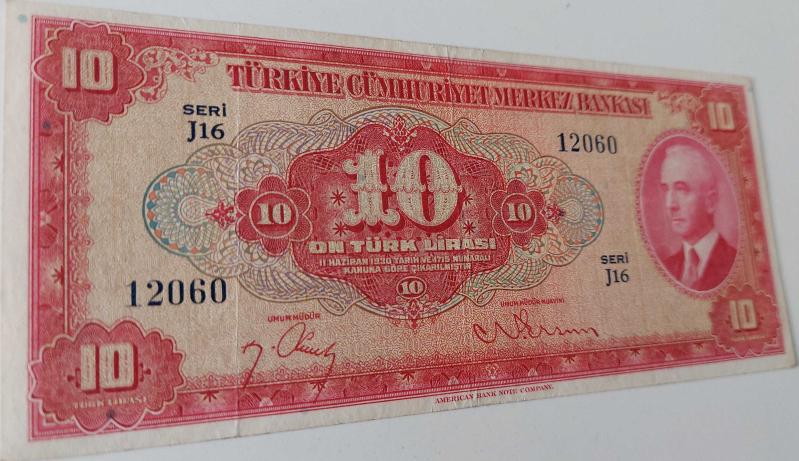 10
10
TÜRKİYE CÜMHURİYET MERKEZ BANKASI
SERİ
J16
12060
10
10
10
ON TÜRK LİRASI
11 HAZİRAN 1930 TARİH VE 1715 NUMARALI
KANUNA GÖRE ÇIKARILMIŞTIR
10
SERİ
J16
12060
UMUM MÜDÜR
UMUM MÜDÜR MUAVİNİ
10
TÜRK LİRASI
10
AMERICAN BANK NOTE COMPANY.